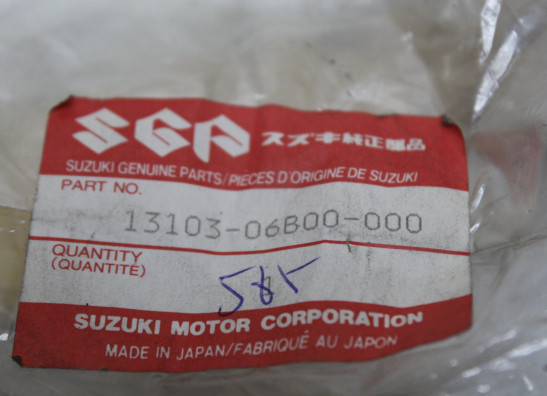 SGP スズキ純正部品
SUZUKI GENUINE PARTS/PIECES D'ORIGINE DE SUZUKI
PART NO.
13103-06B00-000
QUANTITY
(QUANTITÉ)
SUZUKI MOTOR CORPORATION
MADE IN JAPAN/FABRIQUÉ AU JAPON